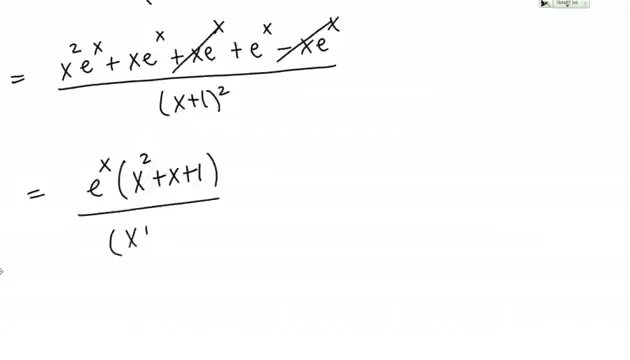 = (x²eˣ + xeˣ + xeˣ + eˣ − xeˣ) / (x+1)²
= eˣ(x² + x + 1) / (x